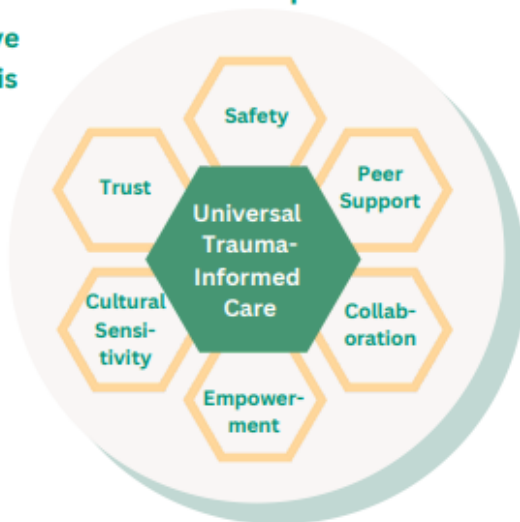 Safety
Trust
Peer
Support
Universal
Trauma-
Informed
Care
Cultural
Sensi-
tivity
Collab-
oration
Empower-
ment